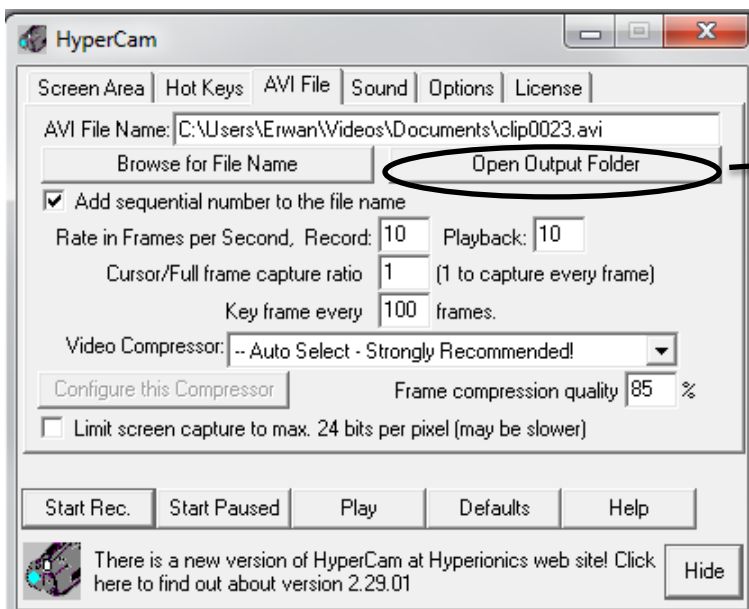 HyperCam
Screen Area Hot Keys AVI File Sound Options License
AVI File Name: C:\Users\Erwan\Videos\Documents\clip0023.avi
Browse for File Name Open Output Folder
Add sequential number to the file name
Rate in Frames per Second, Record: 10 Playback: 10
Cursor/Full frame capture ratio 1 (1 to capture every frame)
Key frame every 100 frames.
Video Compressor: -- Auto Select - Strongly Recommended!
Configure this Compressor Frame compression quality 85 %
Limit screen capture to max. 24 bits per pixel (may be slower)
Start Rec. Start Paused Play Defaults Help
There is a new version of HyperCam at Hyperionics web site! Click
here to find out about version 2.29.01
Hide